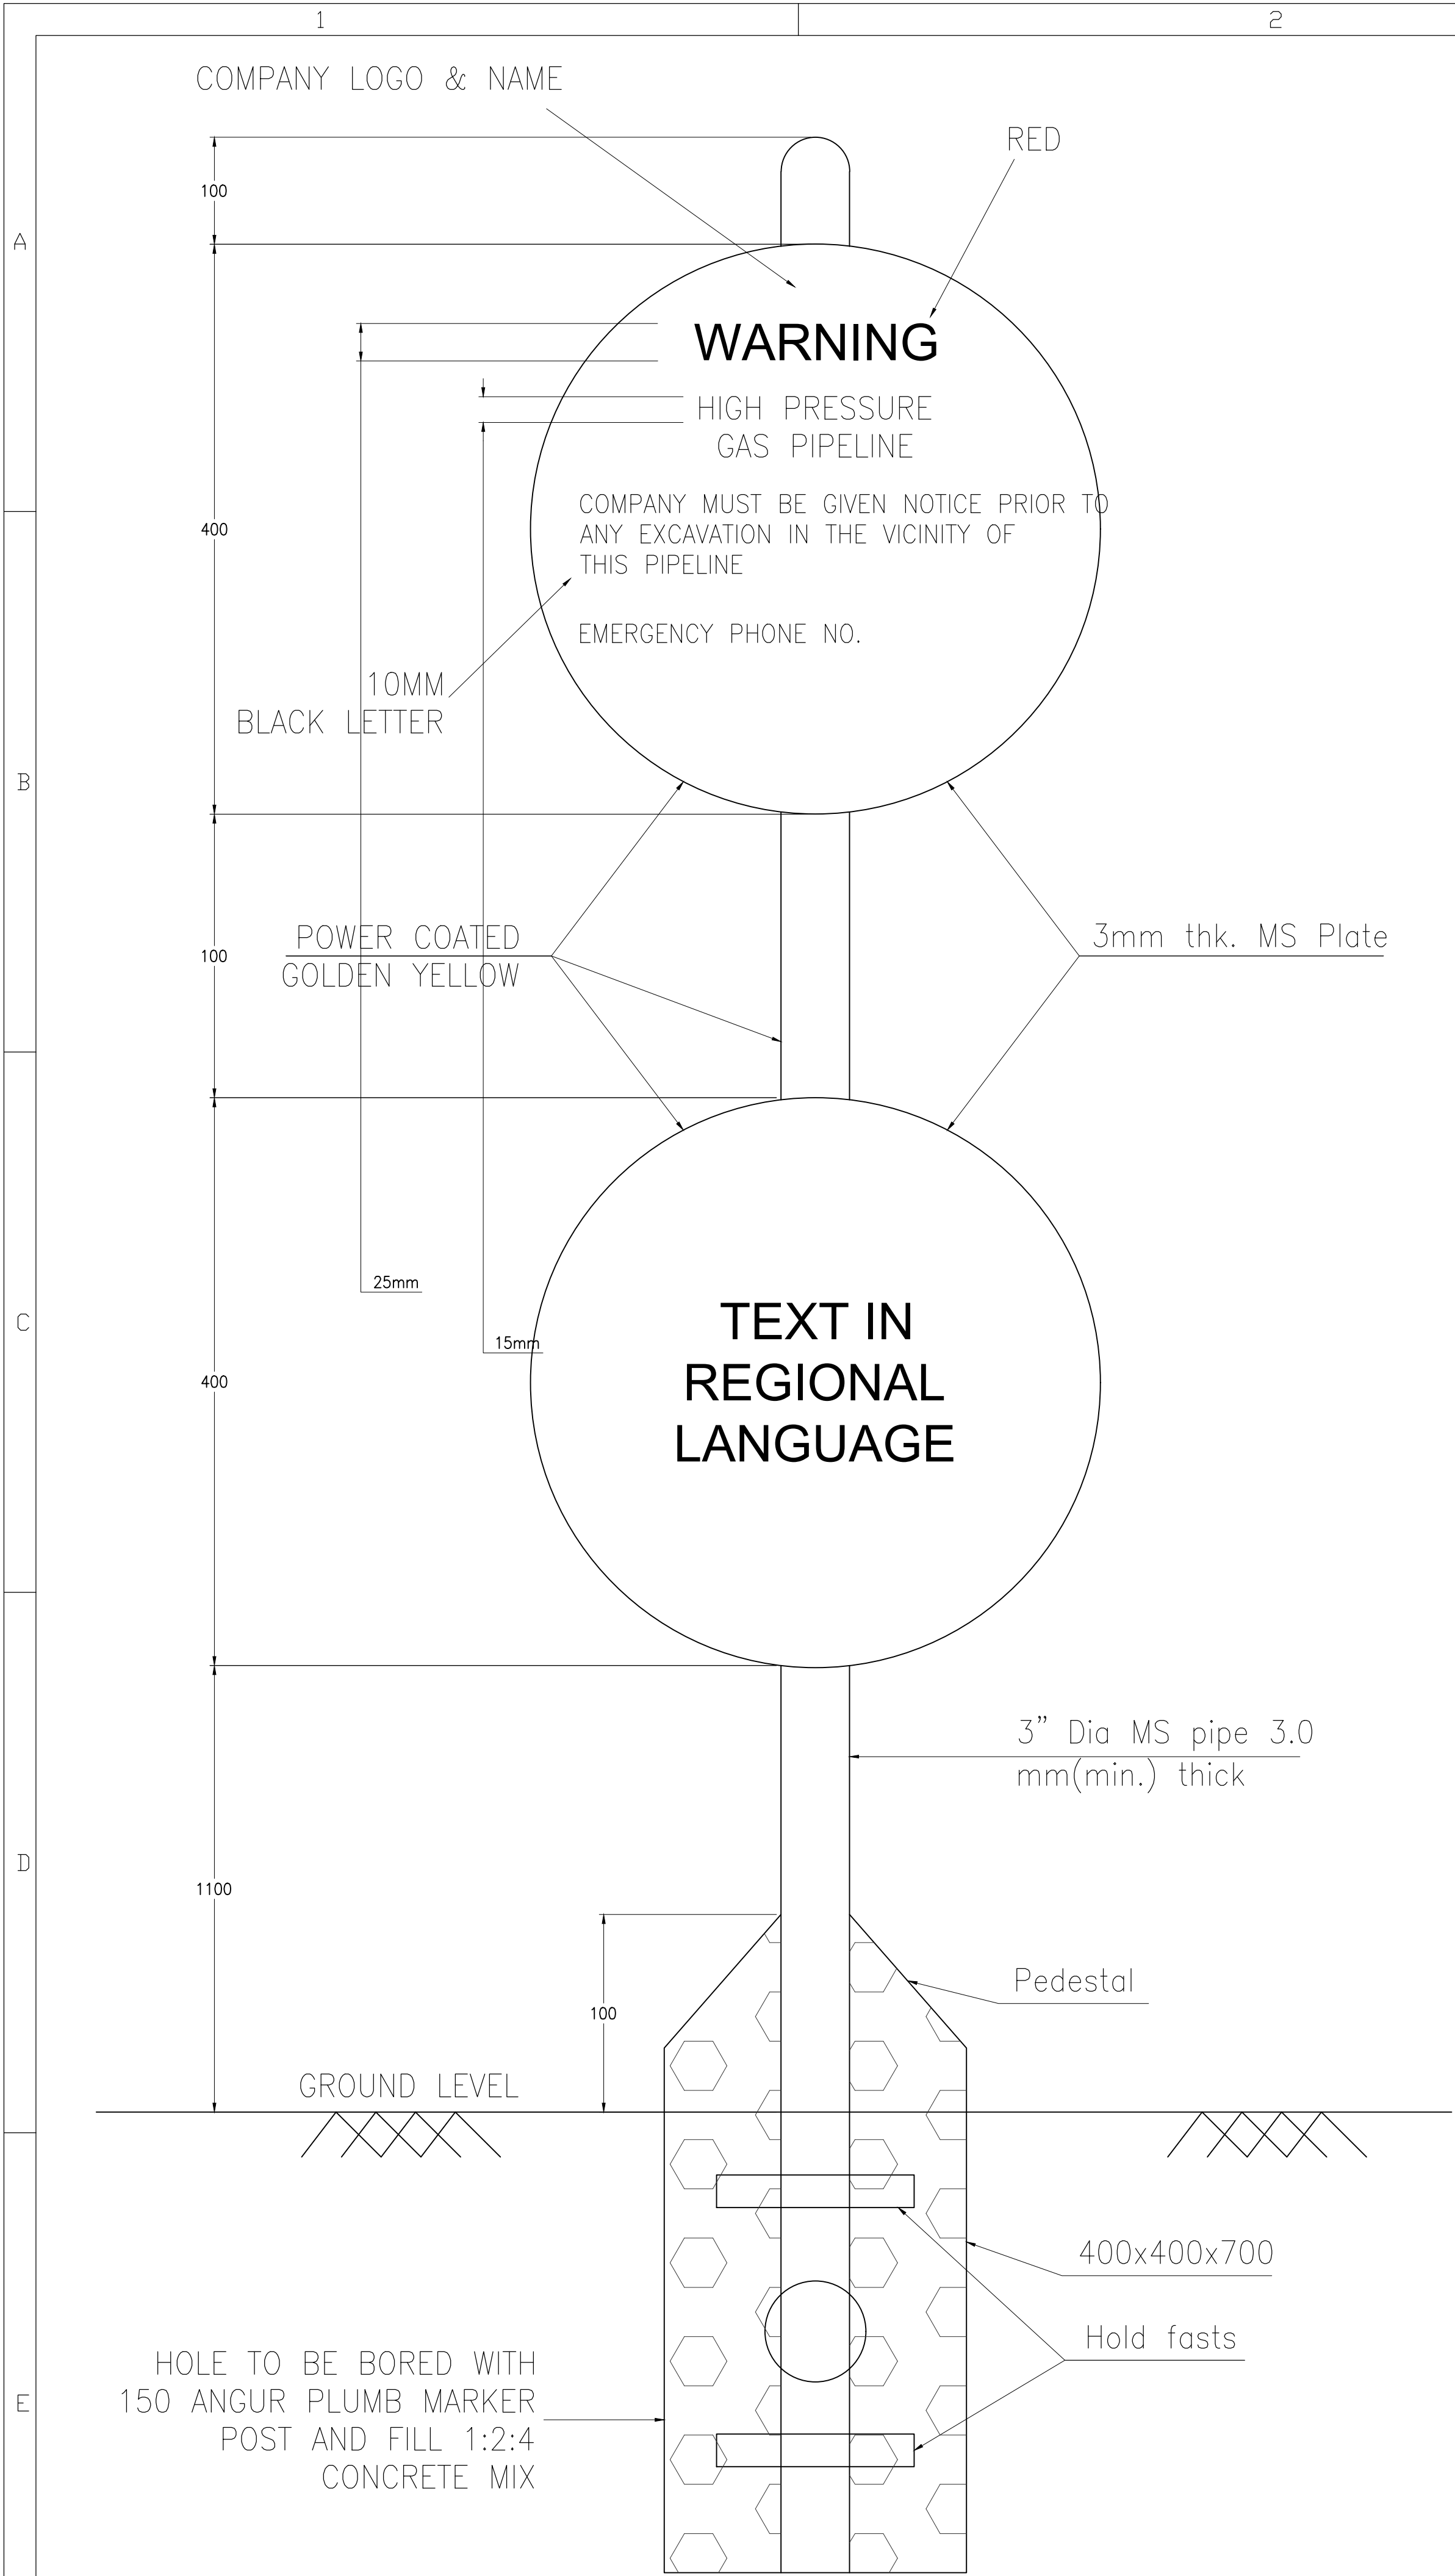 1
2
COMPANY LOGO & NAME
RED
100
A
WARNING
HIGH PRESSURE
GAS PIPELINE
COMPANY MUST BE GIVEN NOTICE PRIOR TO
ANY EXCAVATION IN THE VICINITY OF
THIS PIPELINE
400
EMERGENCY PHONE NO.
10MM
BLACK LETTER
B
POWER COATED
GOLDEN YELLOW
3mm thk. MS Plate
100
25mm
15mm
C
TEXT IN
REGIONAL
LANGUAGE
400
3” Dia MS pipe 3.0
mm(min.) thick
D
1100
Pedestal
100
GROUND LEVEL
400x400x700
Hold fasts
HOLE TO BE BORED WITH
150 ANGUR PLUMB MARKER
POST AND FILL 1:2:4
CONCRETE MIX
E